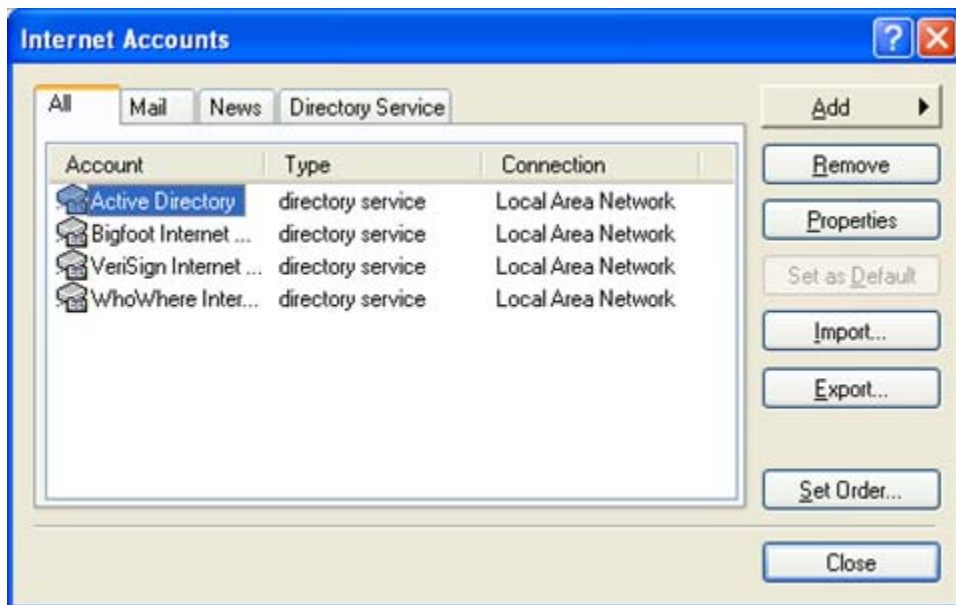 Internet Accounts
All Mail News Directory Service
Add
Account Type Connection
Remove
Active Directory directory service Local Area Network
Bigfoot Internet ... directory service Local Area Network
Properties
VeriSign Internet ... directory service Local Area Network
Set as Default
WhoWhere Inter... directory service Local Area Network
Import...
Export...
Set Order...
Close